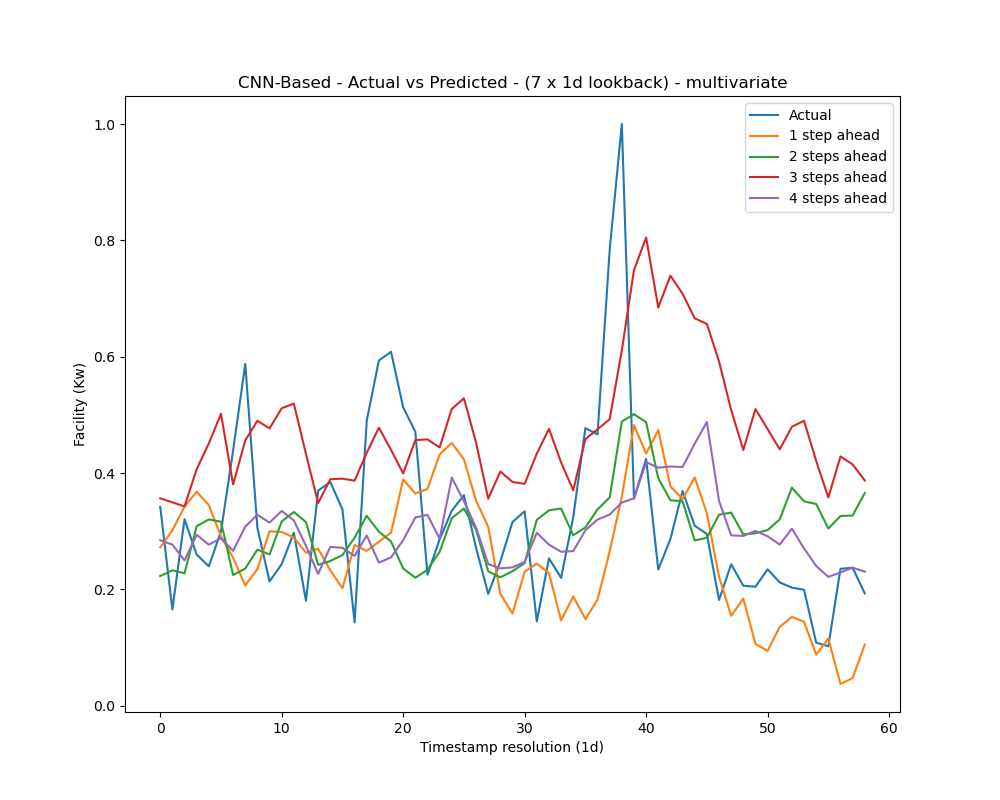 CNN-Based - Actual vs Predicted - (7 x 1d lookback) - multivariate
Actual
1 step ahead
2 steps ahead
3 steps ahead
4 steps ahead
1.0
0.8
0.6
0.4
0.2
0.0
Facility (Kw)
0 10 20 30 40 50 60
Timestamp resolution (1d)